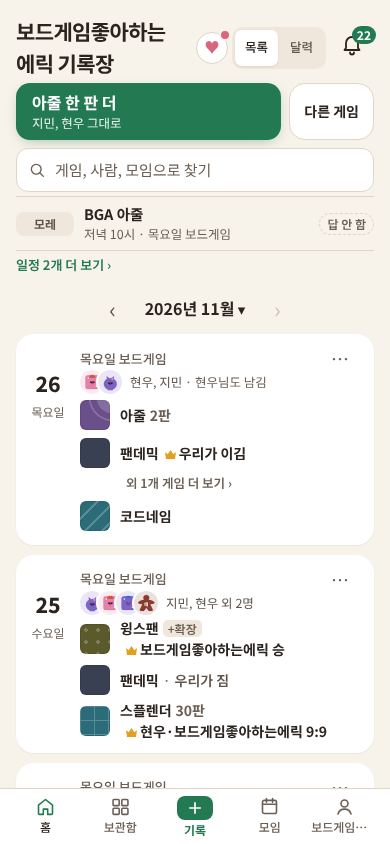 보드게임좋아하는
에릭 기록장
목록
달력
22
아줄 한 판 더
지민, 현우 그대로
다른 게임
게임, 사람, 모임으로 찾기
모레
BGA 아줄
저녁 10시 · 목요일 보드게임
답 안 함
일정 2개 더 보기 ›
‹ 2026년 11월 ▾ ›
목요일 보드게임 ···
26
목요일
현우, 지민 · 현우님도 남김
아줄 2판
팬데믹 우리가 이김
외 1개 게임 더 보기 ›
코드네임
목요일 보드게임 ···
25
수요일
지민, 현우 외 2명
윙스팬 +확장
보드게임좋아하는에릭 승
팬데믹 · 우리가 짐
스플렌더 30판
현우·보드게임좋아하는에릭 9:9
목요일 보드게임 ···
홈
보관함
기록
모임
보드게임…